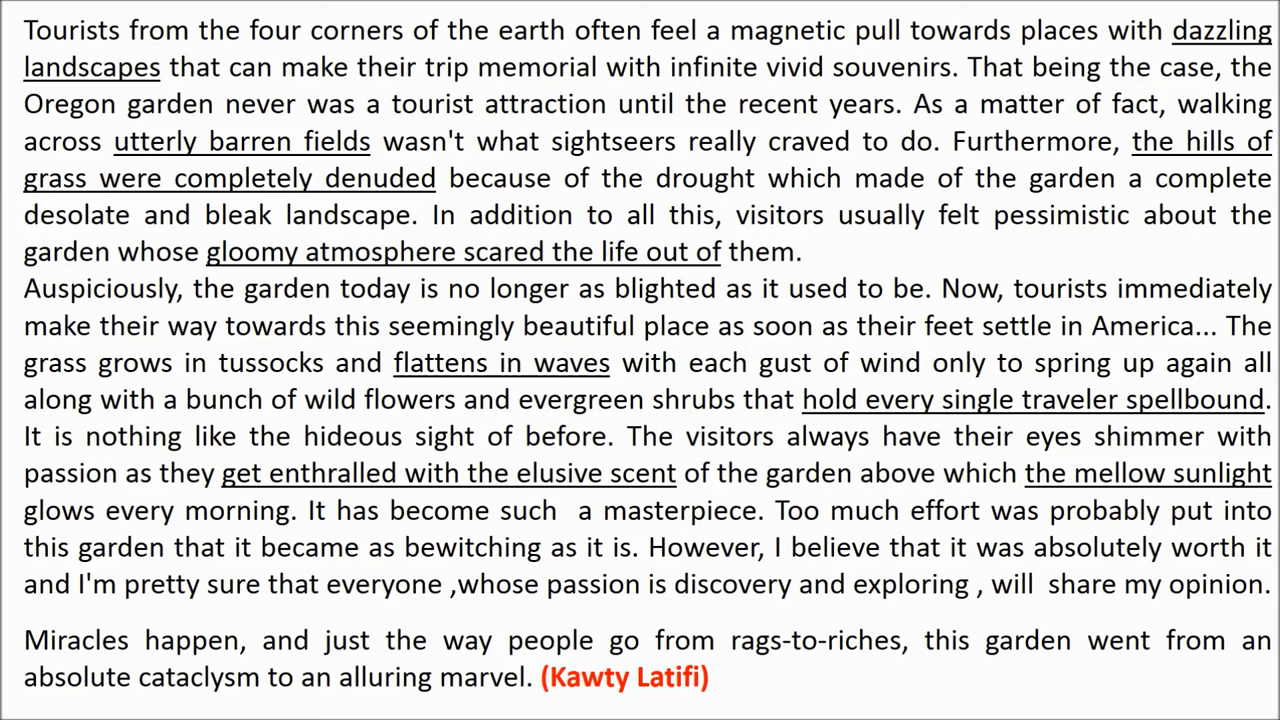 Tourists from the four corners of the earth often feel a magnetic pull towards places with dazzling
landscapes that can make their trip memorial with infinite vivid souvenirs. That being the case, the
Oregon garden never was a tourist attraction until the recent years. As a matter of fact, walking
across utterly barren fields wasn't what sightseers really craved to do. Furthermore, the hills of
grass were completely denuded because of the drought which made of the garden a complete
desolate and bleak landscape. In addition to all this, visitors usually felt pessimistic about the
garden whose gloomy atmosphere scared the life out of them.
Auspiciously, the garden today is no longer as blighted as it used to be. Now, tourists immediately
make their way towards this seemingly beautiful place as soon as their feet settle in America... The
grass grows in tussocks and flattens in waves with each gust of wind only to spring up again all
along with a bunch of wild flowers and evergreen shrubs that hold every single traveler spellbound.
It is nothing like the hideous sight of before. The visitors always have their eyes shimmer with
passion as they get enthralled with the elusive scent of the garden above which the mellow sunlight
glows every morning. It has become such  a masterpiece. Too much effort was probably put into
this garden that it became as bewitching as it is. However, I believe that it was absolutely worth it
and I'm pretty sure that everyone ,whose passion is discovery and exploring , will  share my opinion.
Miracles happen, and just the way people go from rags-to-riches, this garden went from an
absolute cataclysm to an alluring marvel. (Kawty Latifi)